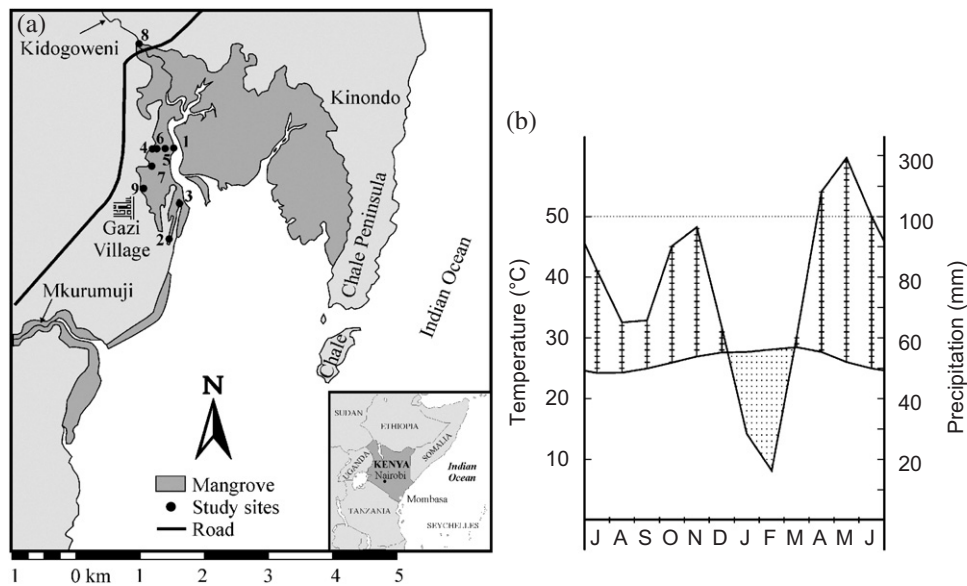 (a)
Kidogoweni
8
Kinondo
4
6
5
1
7
9
3
Gazi
Village
2
Chale Peninsula
Mkurumuji
Indian Ocean
Chale
N
Mangrove
Study sites
Road
1 0 km 1 2 3 4 5
SUDAN
ETHIOPIA
SOMALIA
UGANDA
KENYA
Nairobi
Indian
Ocean
Mombasa
TANZANIA
SEYCHELLES
(b)
Temperature (°C)
50
40
30
20
10
Precipitation (mm)
300
100
80
60
40
20
J A S O N D J F M A M J